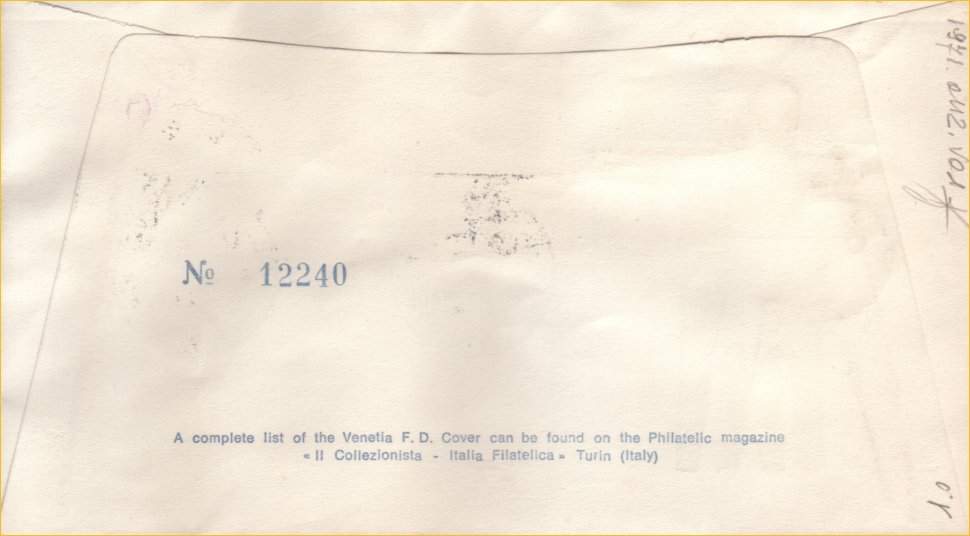 № 12240
A complete list of the Venetia F. D. Cover can be found on the Philatelic magazine
« Il Collezionista - Italia Filatelica » Turin (Italy)